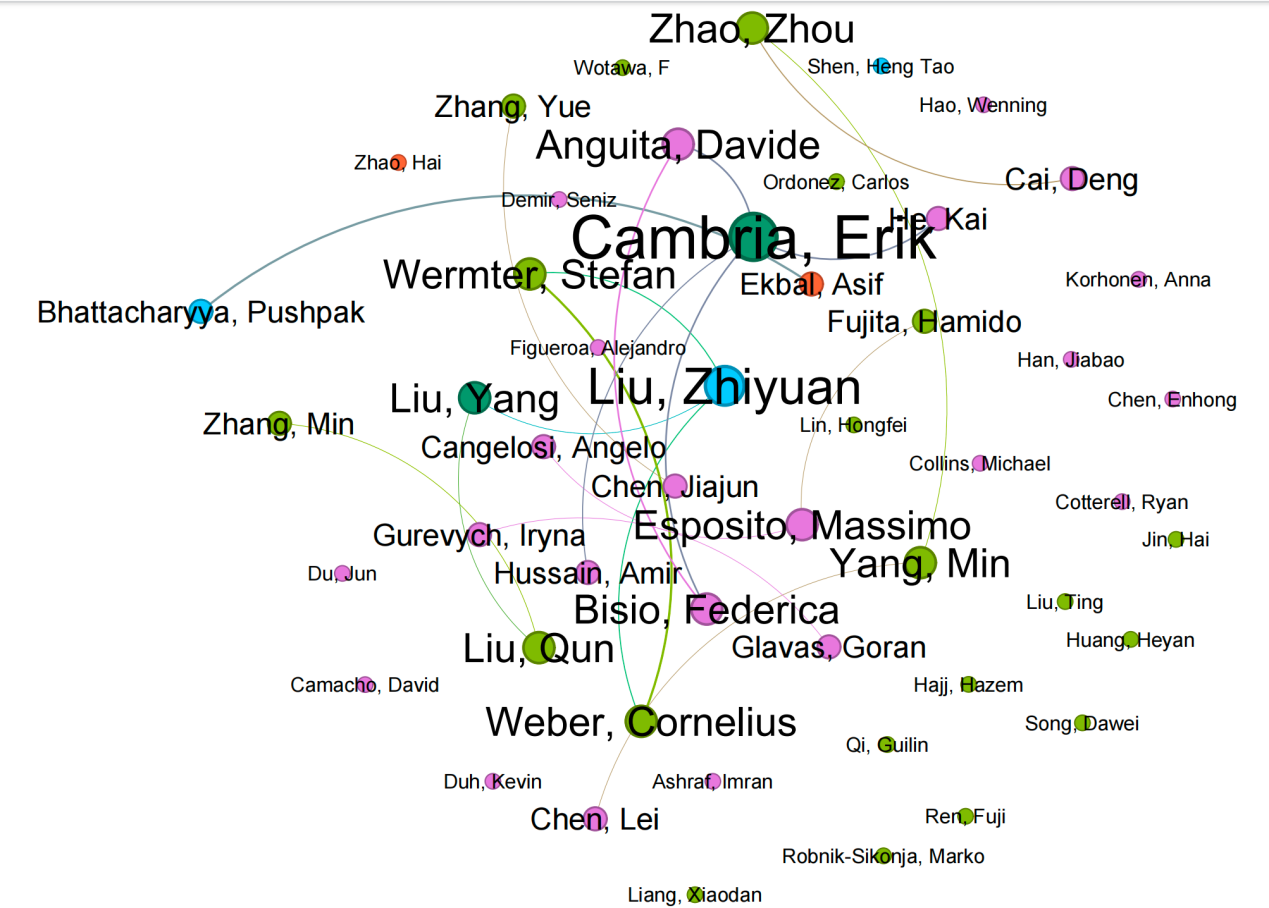 Zhao, Zhou
Wotawa, F
Shen, Heng Tao
Zhang, Yue
Hao, Wenning
Anguita, Davide
Zhao, Hai
Ordonez, Carlos
Cai, Deng
Demir, Seniz
He, Kai
Cambria, Erik
Wermter, Stefan
Ekbal, Asif
Korhonen, Anna
Bhattacharyya, Pushpak
Fujita, Hamido
Figueroa, Alejandro
Han, Jiabao
Liu, Zhiyuan
Liu, Yang
Chen, Enhong
Zhang, Min
Lin, Hongfei
Cangelosi, Angelo
Collins, Michael
Chen, Jiajun
Cotterell, Ryan
Esposito, Massimo
Gurevych, Iryna
Jin, Hai
Yang, Min
Du, Jun
Hussain, Amir
Liu, Ting
Bisio, Federica
Huang, Heyan
Liu, Qun
Glavas, Goran
Camacho, David
Hajj, Hazem
Weber, Cornelius
Song, Dawei
Qi, Guilin
Duh, Kevin
Ashraf, Imran
Chen, Lei
Ren, Fuji
Robnik-Sikonja, Marko
Liang, Xiaodan